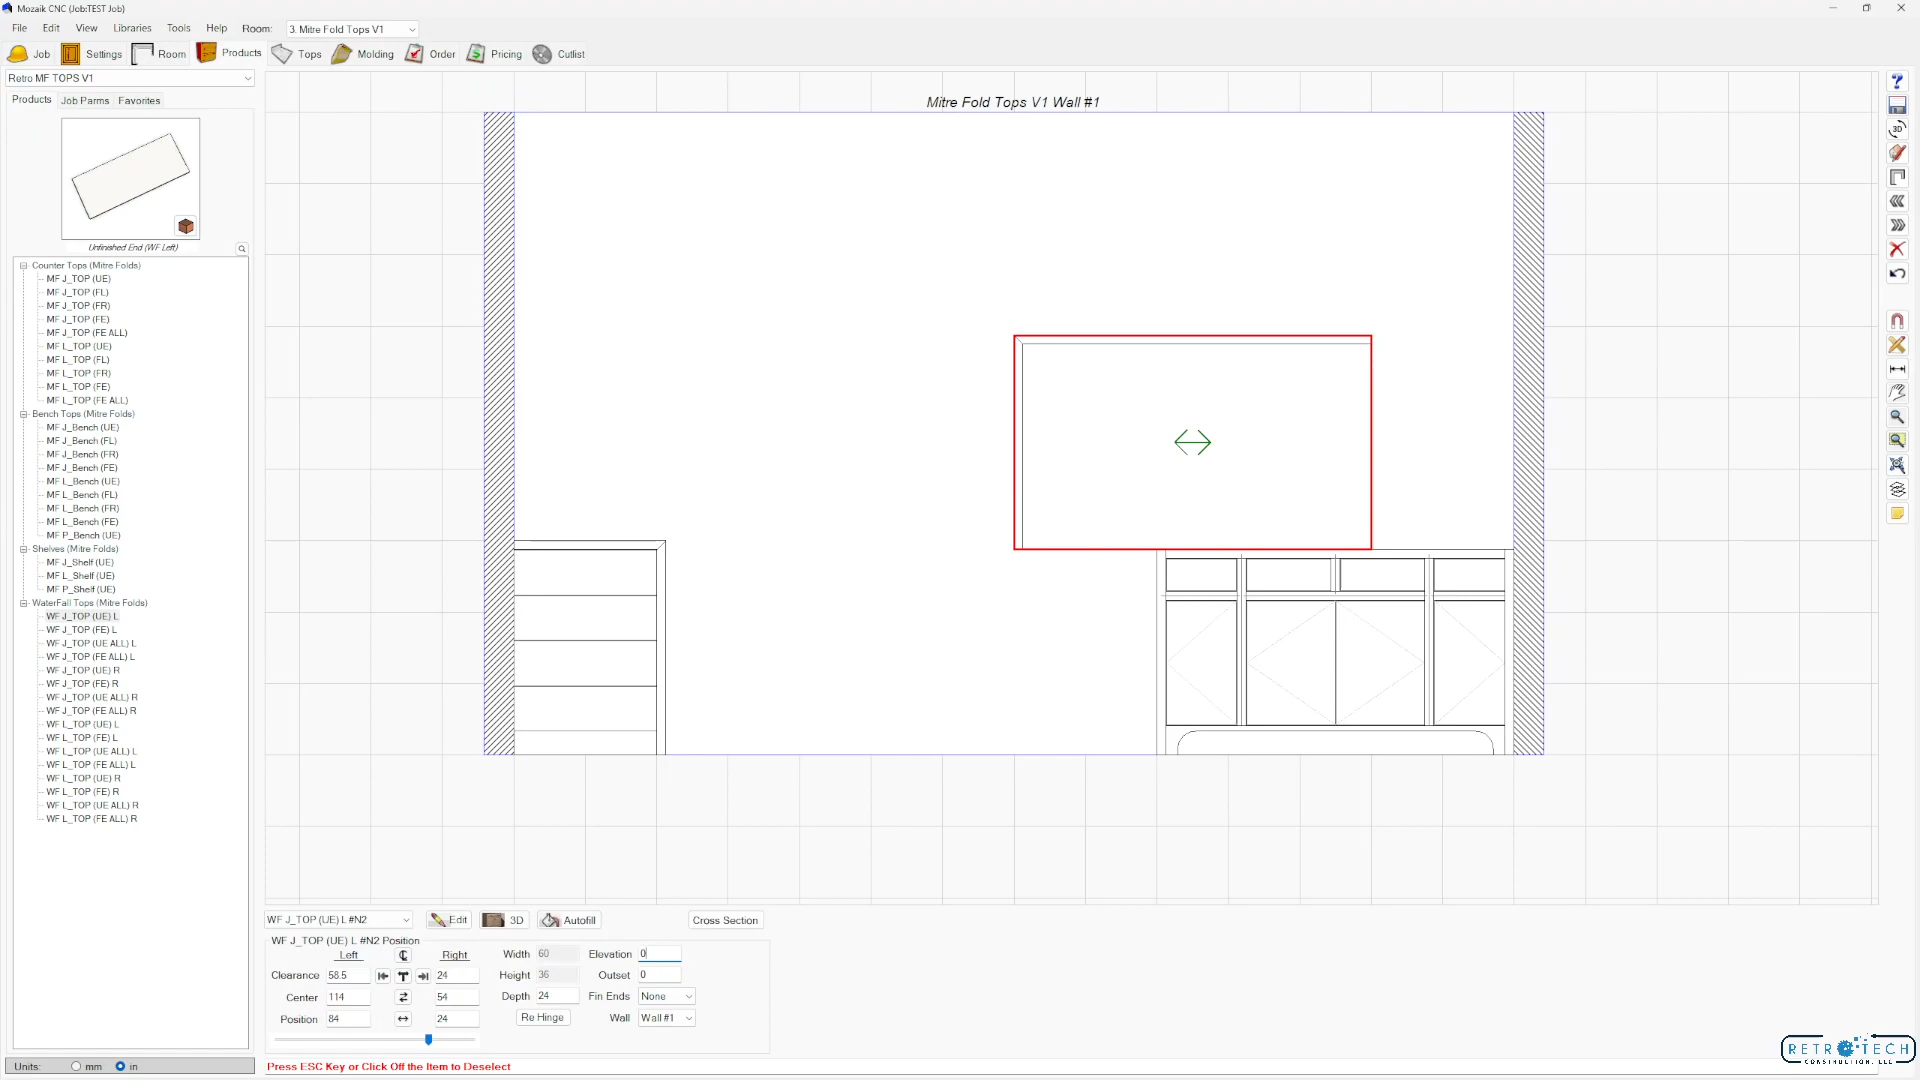 Mozaik CNC (Job:TEST Job)
File Edit View Libraries Tools Help Room: 3. Mitre Fold Tops V1
Job Settings Room Products Tops Molding Order Pricing Cutlist
Retro MF TOPS V1
Products Job Parms Favorites
Mitre Fold Tops V1 Wall #1
3D
Unfinished End (WF Left)
Counter Tops (Mitre Folds)
MF J_TOP (UE)
MF J_TOP (FL)
MF J_TOP (FR)
MF J_TOP (FE)
MF J_TOP (FE ALL)
MF L_TOP (UE)
MF L_TOP (FL)
MF L_TOP (FR)
MF L_TOP (FE)
MF L_TOP (FE ALL)
Bench Tops (Mitre Folds)
MF J_Bench (UE)
MF J_Bench (FL)
MF J_Bench (FR)
MF J_Bench (FE)
MF L_Bench (UE)
MF L_Bench (FL)
MF L_Bench (FR)
MF L_Bench (FE)
MF P_Bench (UE)
Shelves (Mitre Folds)
MF J_Shelf (UE)
MF L_Shelf (UE)
MF P_Shelf (UE)
WaterFall Tops (Mitre Folds)
WF J_TOP (UE) L
WF J_TOP (FE) L
WF J_TOP (UE ALL) L
WF J_TOP (FE ALL) L
WF J_TOP (UE) R
WF J_TOP (FE) R
WF J_TOP (UE ALL) R
WF J_TOP (FE ALL) R
WF L_TOP (UE) L
WF L_TOP (FE) L
WF L_TOP (UE ALL) L
WF L_TOP (FE ALL) L
WF L_TOP (UE) R
WF L_TOP (FE) R
WF L_TOP (UE ALL) R
WF L_TOP (FE ALL) R
WF J_TOP (UE) L #N2 Edit 3D Autofill Cross Section
WF J_TOP (UE) L #N2 Position
Left Right Width 60 Elevation 0
Clearance 58.5 24 Height 36 Outset 0
Center 114 54 Depth 24 Fin Ends None
Position 84 24 Re Hinge Wall Wall #1
Units: mm in
Press ESC Key or Click Off the Item to Deselect
RETROTECH
CONSTRUCTION, LLC